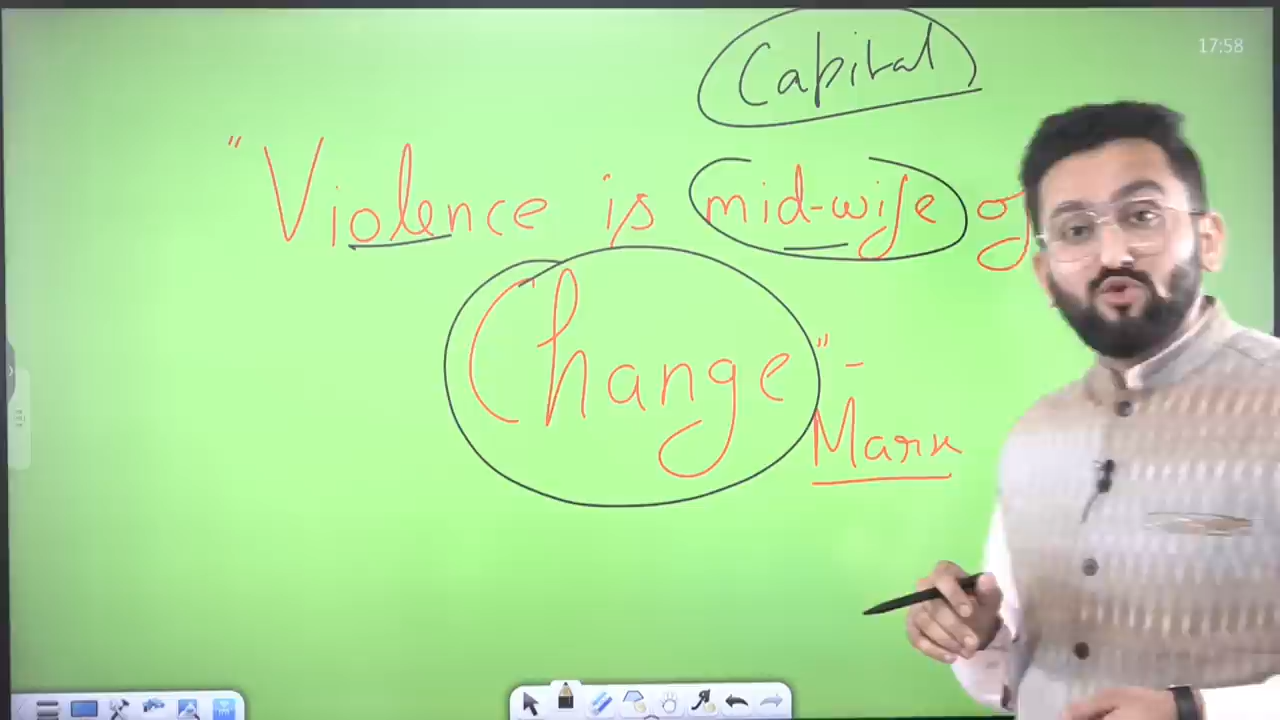 17:58
Capital
"Violence is mid-wife of
Change" -
Marx